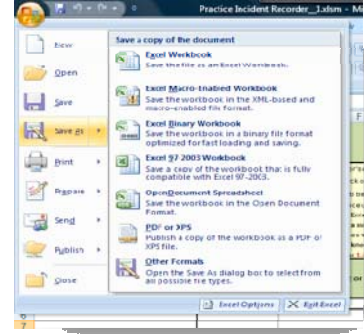 Practice Incident Recorder__1.xlsm - Mi
New
Open
Save
Save As
Print
Prepare
Send
Publish
Close
Save a copy of the document
Excel Workbook
Save the file as an Excel Workbook.
Excel Macro-Enabled Workbook
Save the workbook in the XML-based and
macro-enabled file format.
Excel Binary Workbook
Save the workbook in a binary file format
optimized for fast loading and saving.
Excel 97-2003 Workbook
Save a copy of the workbook that is fully
compatible with Excel 97-2003.
OpenDocument Spreadsheet
Save the workbook in the Open Document
Format.
PDF or XPS
Publish a copy of the workbook as a PDF or
XPS file.
Other Formats
Open the Save As dialog box to select from
all possible file types.
Excel Options
Exit Excel
F
6
7